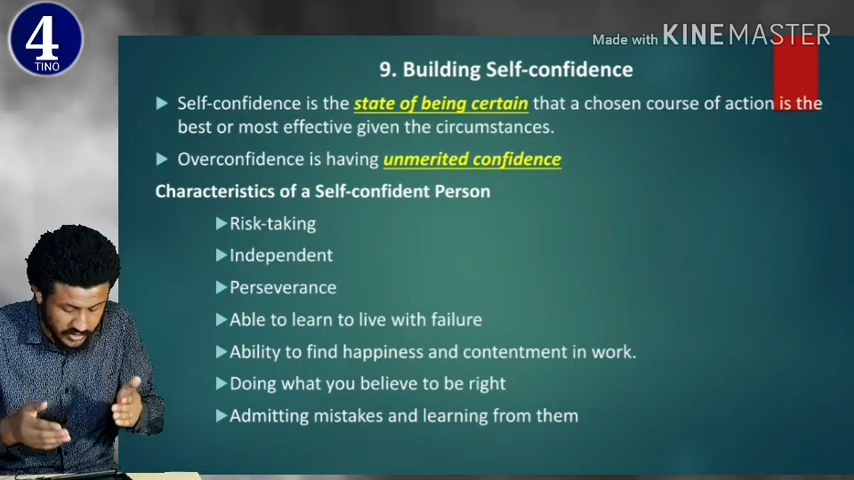 4
TINO
Made with KINEMASTER
9. Building Self-confidence
Self-confidence is the state of being certain that a chosen course of action is the
best or most effective given the circumstances.
Overconfidence is having unmerited confidence
Characteristics of a Self-confident Person
Risk-taking
Independent
Perseverance
Able to learn to live with failure
Ability to find happiness and contentment in work.
Doing what you believe to be right
Admitting mistakes and learning from them